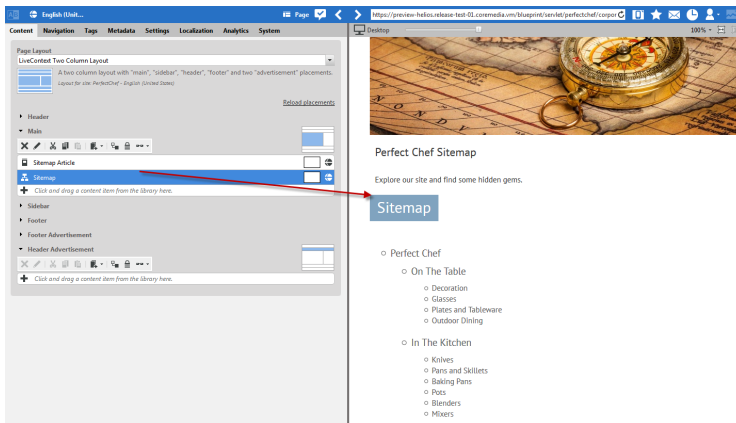 English (Unit...
Page
Content Navigation Tags Metadata Settings Localization Analytics System
Page Layout
LiveContext Two Column Layout
A two column layout with "main", "sidebar", "header", "footer" and two "advertisement" placements.
Layout for site: PerfectChef - English (United States)
Reload placements
Header
Main
Sitemap Article
Sitemap
Click and drag a content item from the library here.
Sidebar
Footer
Footer Advertisement
Header Advertisement
Click and drag a content item from the library here.
https://preview-helios.release-test-01.coremedia.vm/blueprint/servlet/perfectchef/corpor
Desktop
100%
N O N D
Perfect Chef Sitemap
Explore our site and find some hidden gems.
Sitemap
Perfect Chef
On The Table
Decoration
Glasses
Plates and Tableware
Outdoor Dining
In The Kitchen
Knives
Pans and Skillets
Baking Pans
Pots
Blenders
Mixers